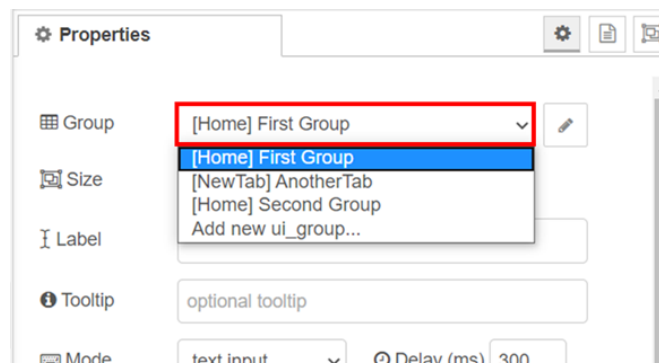 Properties
Group
[Home] First Group
[Home] First Group
[NewTab] AnotherTab
[Home] Second Group
Add new ui_group...
Size
Label
Tooltip
optional tooltip
Mode
text input
Delay (ms)
300